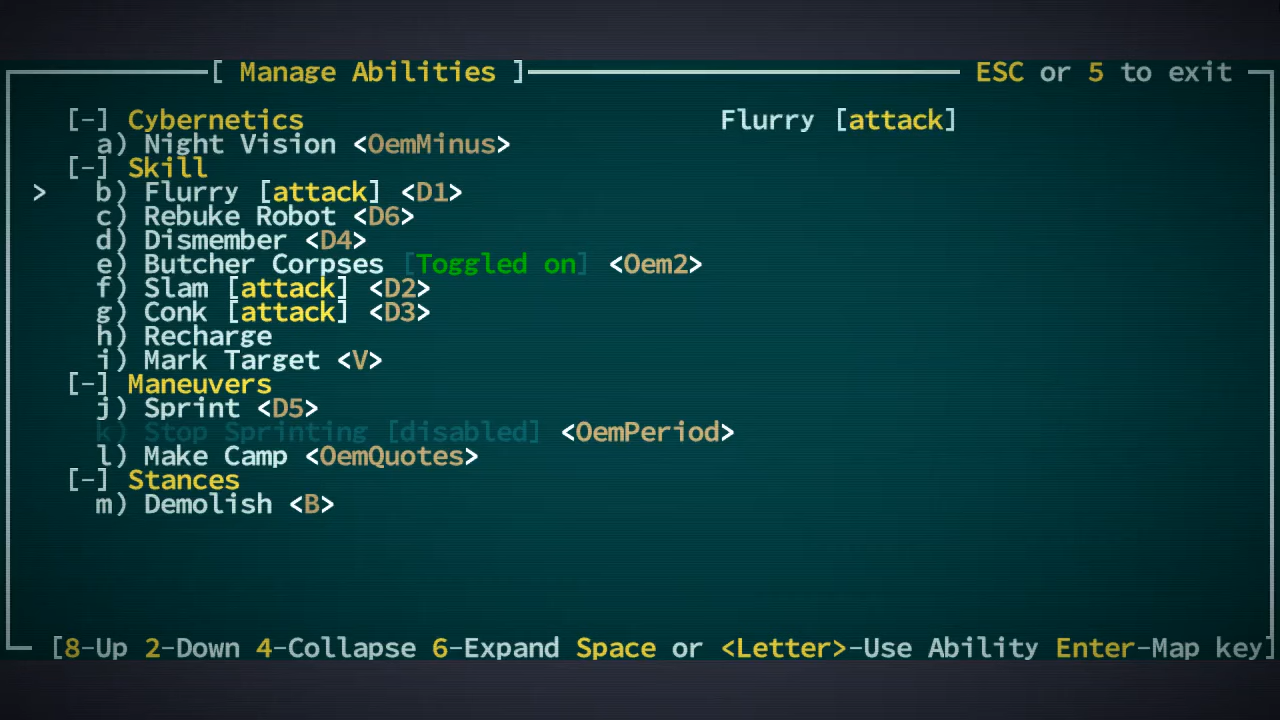 [ Manage Abilities ] ESC or 5 to exit
[-] Cybernetics Flurry [attack]
a) Night Vision <OemMinus>
[-] Skill
> b) Flurry [attack] <D1>
c) Rebuke Robot <D6>
d) Dismember <D4>
e) Butcher Corpses [Toggled on] <Oem2>
f) Slam [attack] <D2>
g) Conk [attack] <D3>
h) Recharge
i) Mark Target <V>
[-] Maneuvers
j) Sprint <D5>
k) Stop Sprinting [disabled] <OemPeriod>
l) Make Camp <OemQuotes>
[-] Stances
m) Demolish <B>
[8-Up 2-Down 4-Collapse 6-Expand Space or <Letter>-Use Ability Enter-Map key]